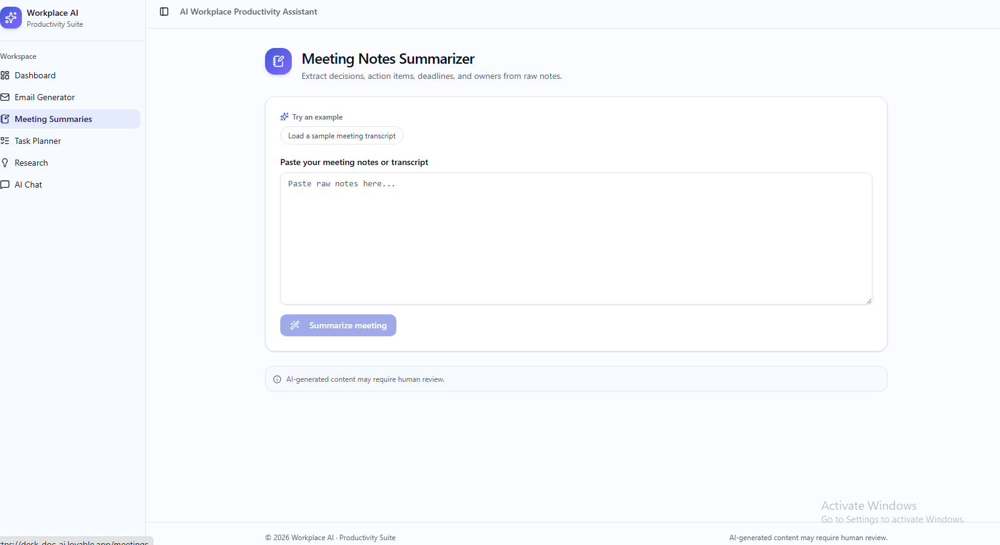 Workplace AI
Productivity Suite
AI Workplace Productivity Assistant
Workspace
Dashboard
Email Generator
Meeting Summaries
Task Planner
Research
AI Chat
Meeting Notes Summarizer
Extract decisions, action items, deadlines, and owners from raw notes.
Try an example
Load a sample meeting transcript
Paste your meeting notes or transcript
Paste raw notes here...
Summarize meeting
AI-generated content may require human review.
Activate Windows
Go to Settings to activate Windows.
© 2026 Workplace AI · Productivity Suite
AI-generated content may require human review.
ttps://desk-doc-ai.lovable.app/meetings